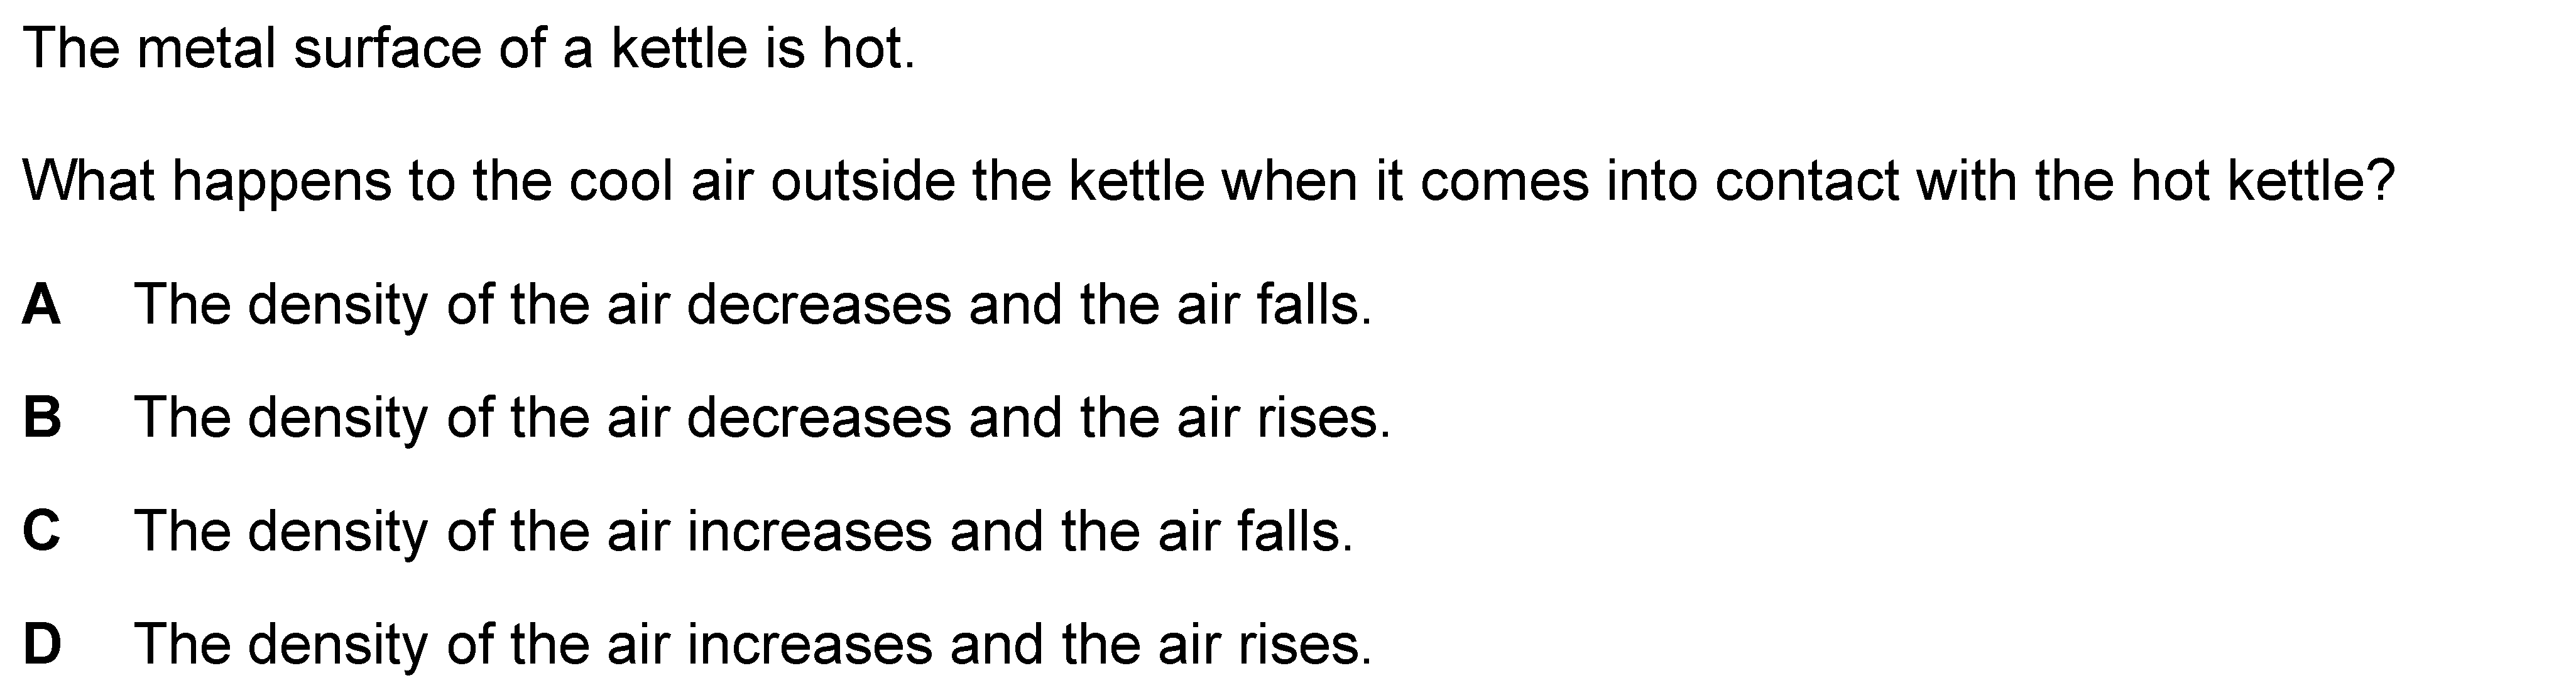 The metal surface of a kettle is hot.
What happens to the cool air outside the kettle when it comes into contact with the hot kettle?
A The density of the air decreases and the air falls.
B The density of the air decreases and the air rises.
C The density of the air increases and the air falls.
D The density of the air increases and the air rises.